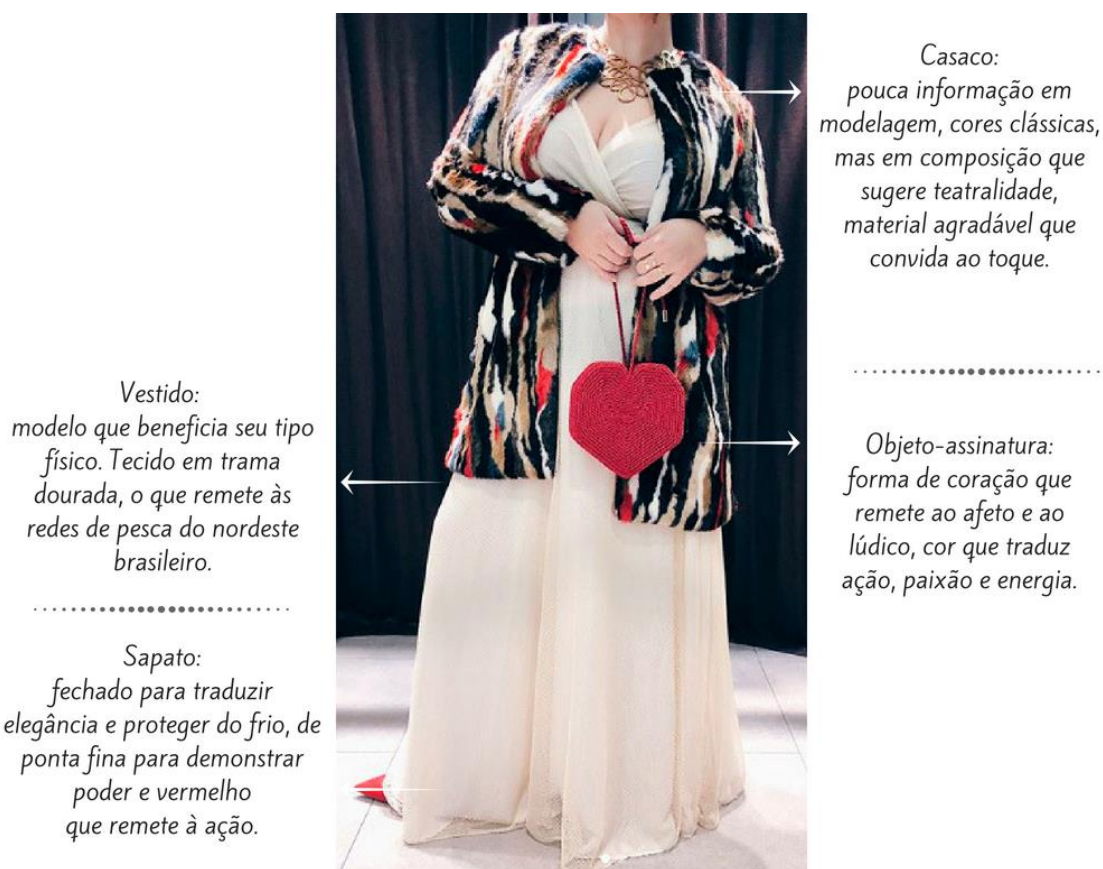 Casaco:
pouca informação em
modelagem, cores clássicas,
mas em composição que
sugere teatralidade,
material agradável que
convida ao toque.
Vestido:
modelo que beneficia seu tipo
físico. Tecido em trama
dourada, o que remete às
redes de pesca do nordeste
brasileiro.
Objeto-assinatura:
forma de coração que
remete ao afeto e ao
lúdico, cor que traduz
ação, paixão e energia.
Sapato:
fechado para traduzir
elegância e proteger do frio, de
ponta fina para demonstrar
poder e vermelho
que remete à ação.